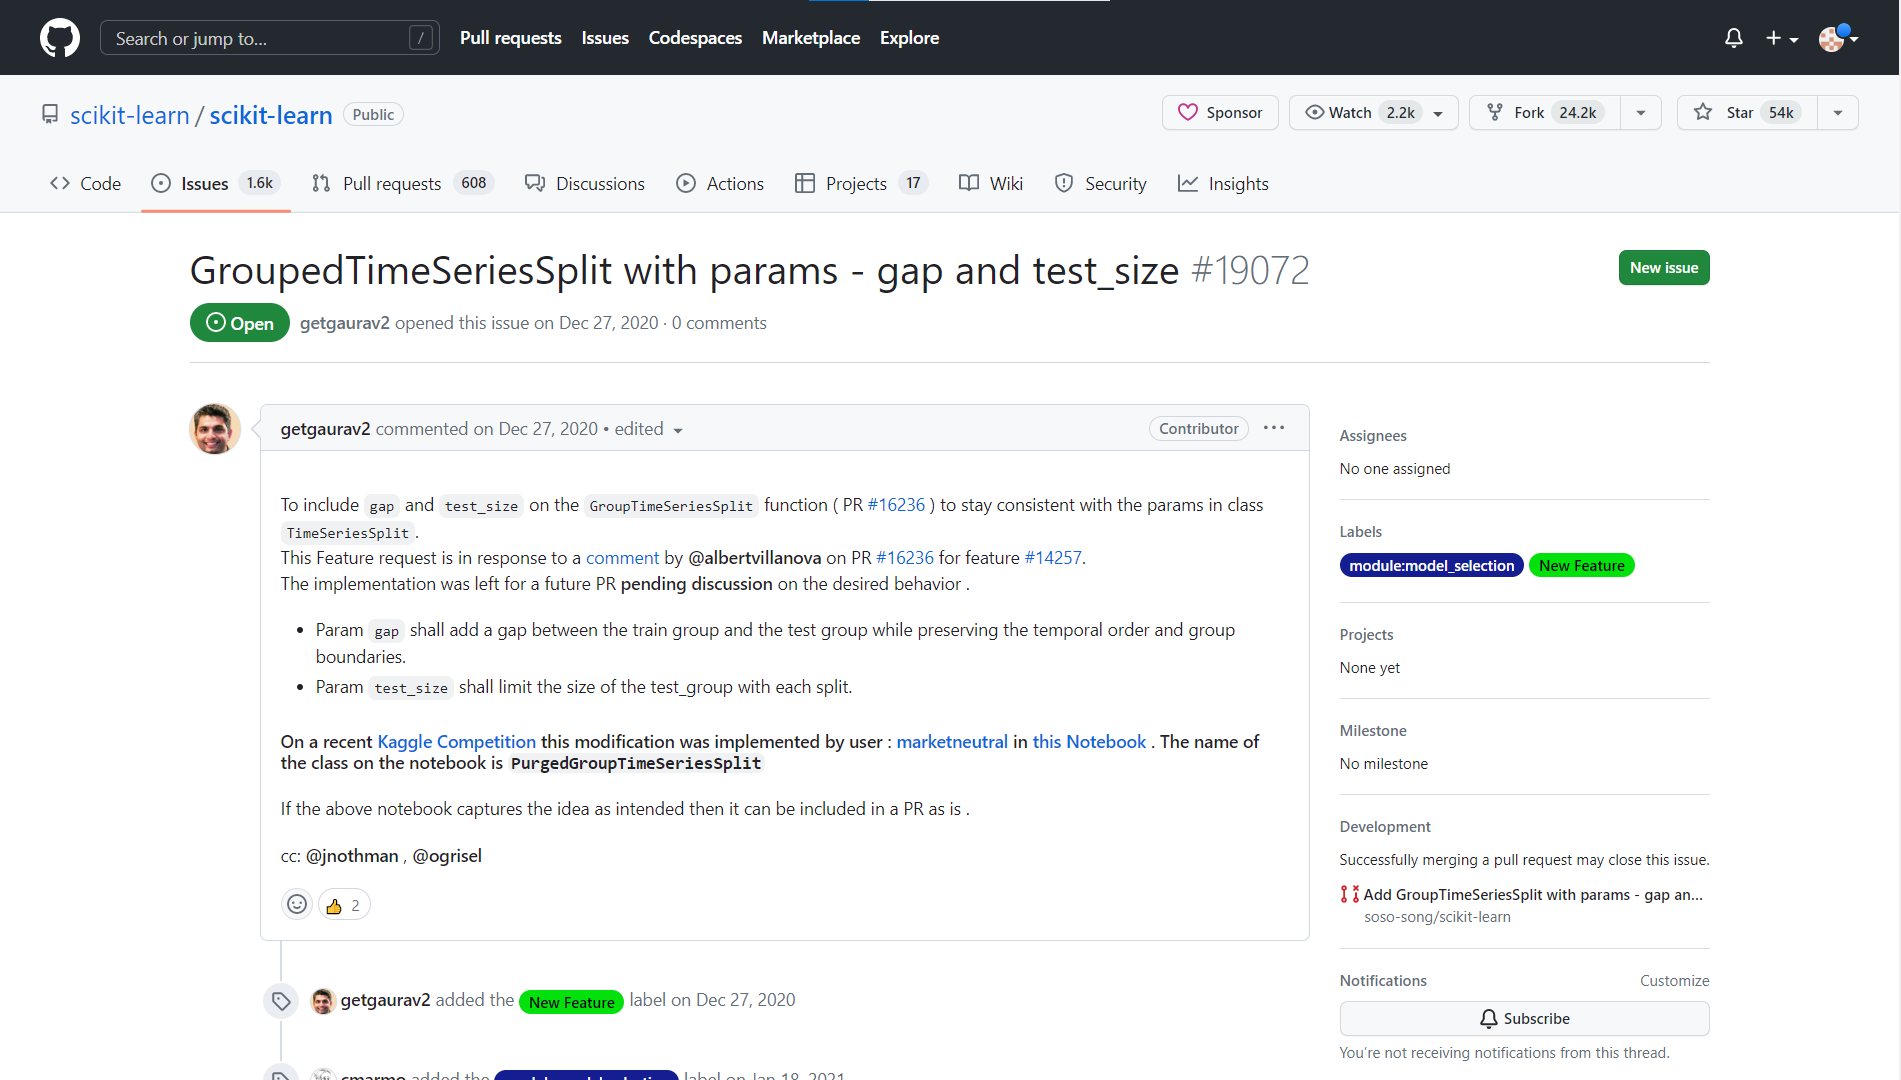 Search or jump to... /
Pull requests Issues Codespaces Marketplace Explore
scikit-learn / scikit-learn Public
Sponsor Watch 2.2k Fork 24.2k Star 54k
Code Issues 1.6k Pull requests 608 Discussions Actions Projects 17 Wiki Security Insights
GroupedTimeSeriesSplit with params - gap and test_size #19072
New issue
Open getgaurav2 opened this issue on Dec 27, 2020 · 0 comments
getgaurav2 commented on Dec 27, 2020 • edited
Contributor
To include gap and test_size on the GroupTimeSeriesSplit function ( PR #16236 ) to stay consistent with the params in class
TimeSeriesSplit .
This Feature request is in response to a comment by @albertvillanova on PR #16236 for feature #14257.
The implementation was left for a future PR pending discussion on the desired behavior .
• Param gap shall add a gap between the train group and the test group while preserving the temporal order and group
boundaries.
• Param test_size shall limit the size of the test_group with each split.
On a recent Kaggle Competition this modification was implemented by user : marketneutral in this Notebook . The name of
the class on the notebook is PurgedGroupTimeSeriesSplit
If the above notebook captures the idea as intended then it can be included in a PR as is .
cc: @jnothman , @ogrisel
👍 2
getgaurav2 added the New Feature label on Dec 27, 2020
cmarmo added the module:model_selection label on Jan 18, 2021
Assignees
No one assigned
Labels
module:model_selection New Feature
Projects
None yet
Milestone
No milestone
Development
Successfully merging a pull request may close this issue.
Add GroupTimeSeriesSplit with params - gap an...
soso-song/scikit-learn
Notifications Customize
Subscribe
You're not receiving notifications from this thread.